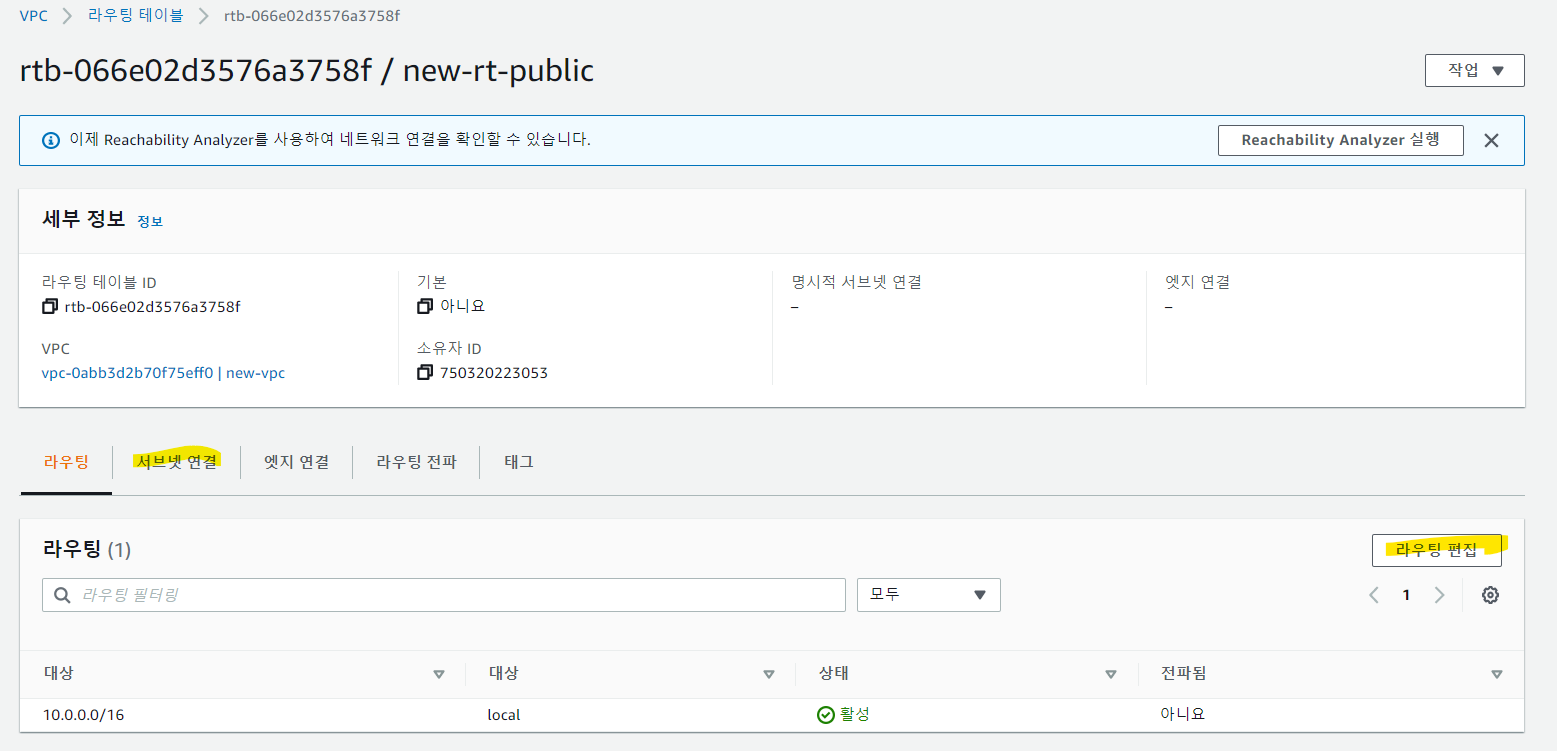 VPC > 라우팅 테이블 > rtb-066e02d3576a3758f
rtb-066e02d3576a3758f / new-rt-public
작업
이제 Reachability Analyzer를 사용하여 네트워크 연결을 확인할 수 있습니다.
Reachability Analyzer 실행
세부 정보 정보
라우팅 테이블 ID
rtb-066e02d3576a3758f
기본
아니요
명시적 서브넷 연결
–
엣지 연결
–
VPC
vpc-0abb3d2b70f75eff0 | new-vpc
소유자 ID
750320223053
라우팅 서브넷 연결 엣지 연결 라우팅 전파 태그
라우팅 (1)
라우팅 편집
라우팅 필터링
모두
1
대상 대상 상태 전파됨
10.0.0.0/16 local 활성 아니요